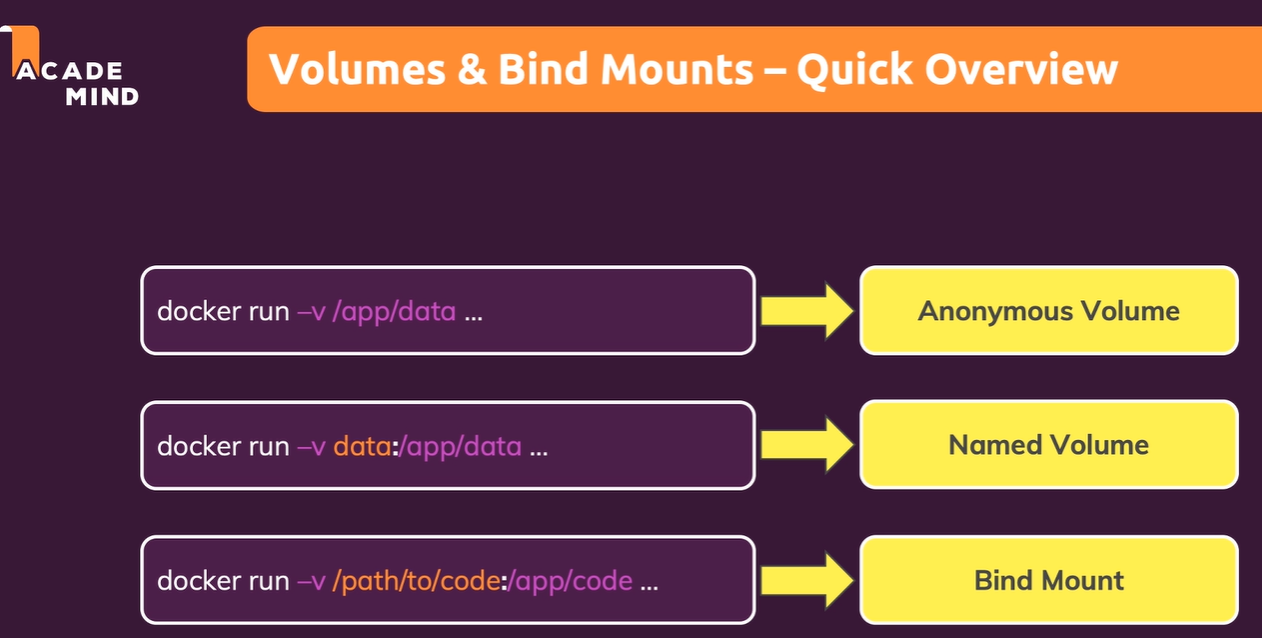 ACADE
MIND
Volumes & Bind Mounts – Quick Overview
docker run –v /app/data ...
Anonymous Volume
docker run –v data:/app/data ...
Named Volume
docker run –v /path/to/code:/app/code ...
Bind Mount